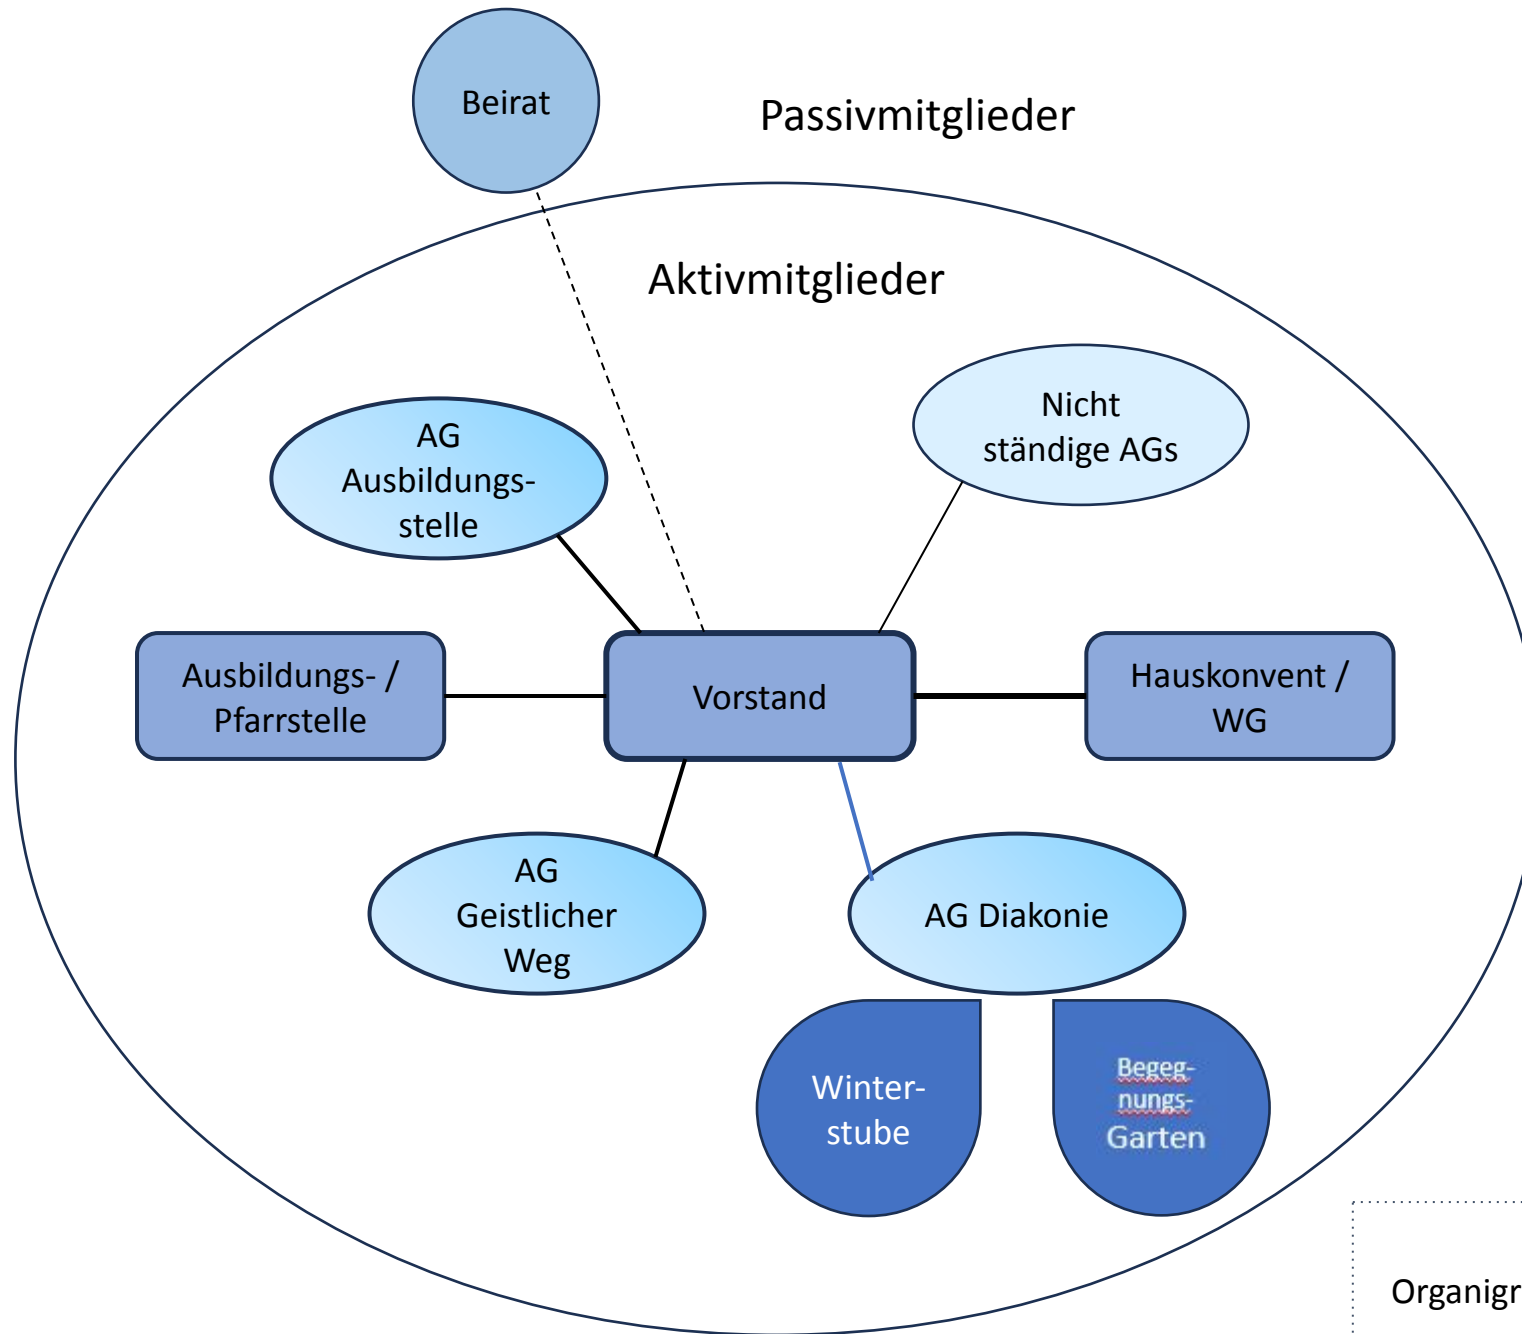 Beirat
Passivmitglieder
Aktivmitglieder
Nicht
ständige AGs
AG
Ausbildungs-
stelle
Ausbildungs- /
Pfarrstelle
Vorstand
Hauskonvent /
WG
AG
Geistlicher
Weg
AG Diakonie
Winter-
stube
Begeg-
nungs-
Garten
Organigr